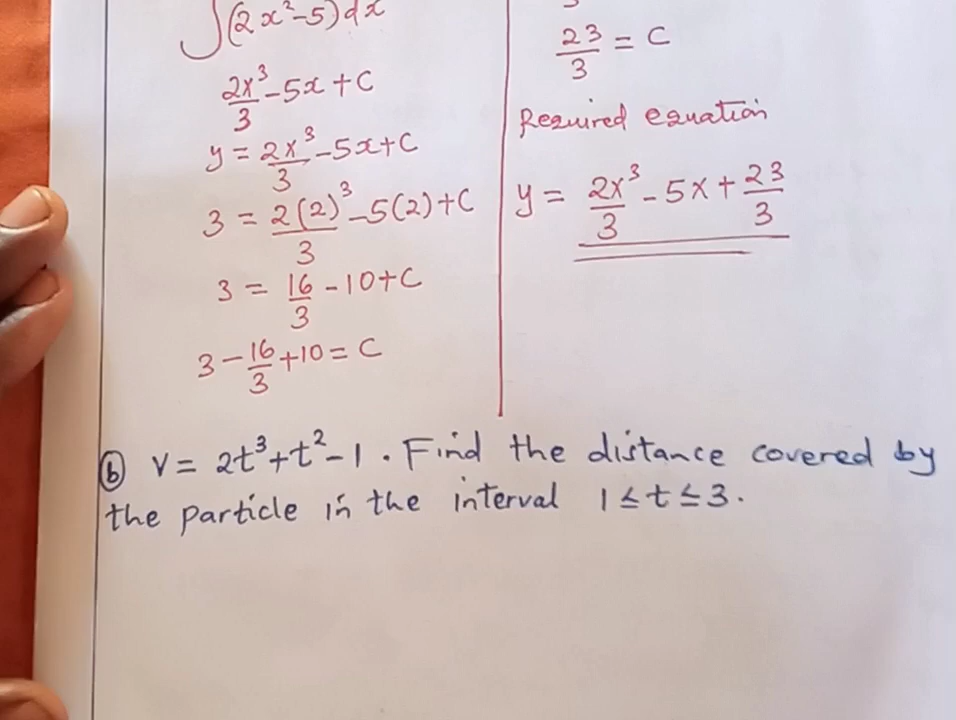 ∫(2x²-5)dx
2x³/3 - 5x + C
y = 2x³/3 - 5x + C
3 = 2(2)³/3 - 5(2) + C
3 = 16/3 - 10 + C
3 - 16/3 + 10 = C
23/3 = C
Required equation
y = 2x³/3 - 5x + 23/3
(b) V = 2t³ + t² - 1 . Find the distance covered by
the particle in the interval 1 ≤ t ≤ 3.